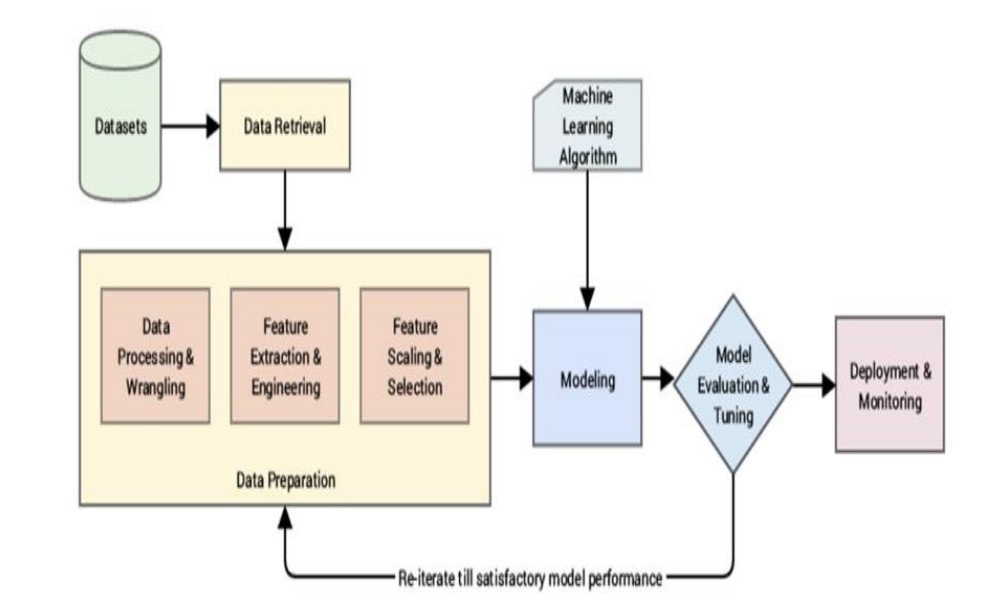 Datasets
Data Retrieval
Machine
Learning
Algorithm
Data
Processing &
Wrangling
Feature
Extraction &
Engineering
Feature
Scaling &
Selection
Data Preparation
Modeling
Model
Evaluation &
Tuning
Deployment &
Monitoring
Re-iterate till satisfactory model performance